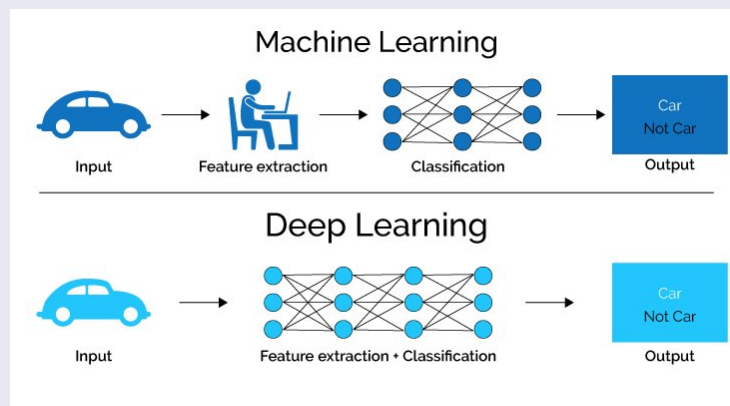 Machine Learning
Car
Not Car
Input
Feature extraction
Classification
Output
Deep Learning
Car
Not Car
Input
Feature extraction + Classification
Output